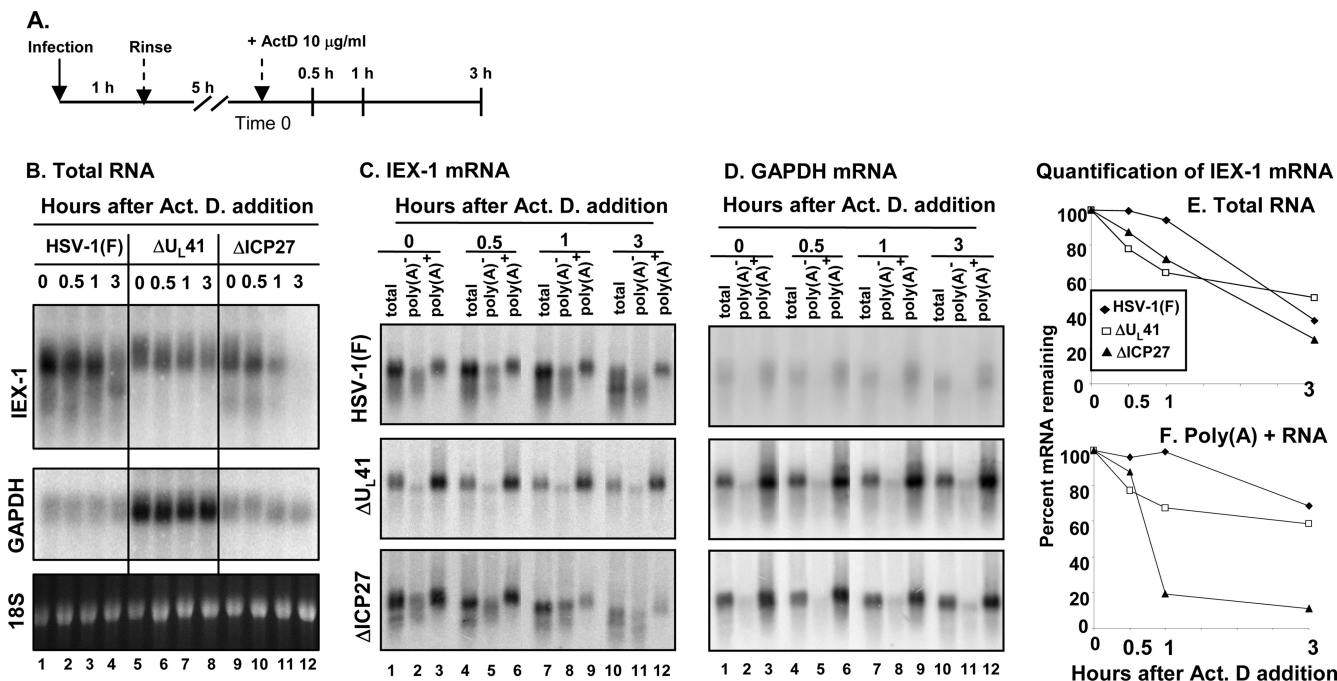 A.
Infection
Rinse
+ ActD 10 µg/ml
1 h
5 h
0.5 h
1 h
3 h
Time 0
B. Total RNA
Hours after Act. D. addition
HSV-1(F)
ΔUL41
ΔICP27
0 0.5 1 3 0 0.5 1 3 0 0.5 1 3
IEX-1
GAPDH
18S
1 2 3 4 5 6 7 8 9 10 11 12
C. IEX-1 mRNA
Hours after Act. D. addition
0 0.5 1 3
total poly(A)- poly(A)+ total poly(A)- poly(A)+ total poly(A)- poly(A)+ total poly(A)- poly(A)+
HSV-1(F)
ΔUL41
ΔICP27
1 2 3 4 5 6 7 8 9 10 11 12
D. GAPDH mRNA
Hours after Act. D. addition
0 0.5 1 3
total poly(A)- poly(A)+ total poly(A)- poly(A)+ total poly(A)- poly(A)+ total poly(A)- poly(A)+
1 2 3 4 5 6 7 8 9 10 11 12
Quantification of IEX-1 mRNA
E. Total RNA
100
80
60
40
20
0
HSV-1(F)
ΔUL41
ΔICP27
0 0.5 1 3
F. Poly(A) + RNA
100
80
60
40
20
0
0 0.5 1 3
Percent mRNA remaining
Hours after Act. D addition